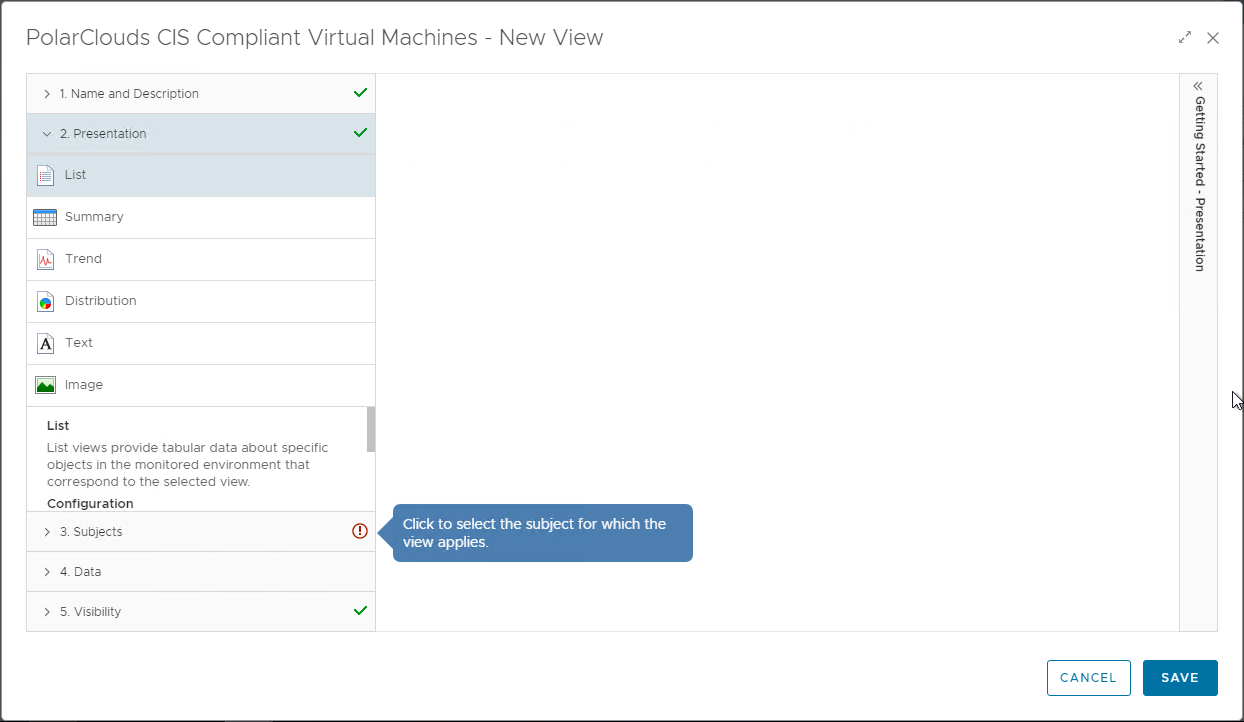 PolarClouds CIS Compliant Virtual Machines - New View
1. Name and Description
2. Presentation
List
Summary
Trend
Distribution
A Text
Image
List
List views provide tabular data about specific
objects in the monitored environment that
correspond to the selected view.
Configuration
3. Subjects
Click to select the subject for which the
view applies.
4. Data
5. Visibility
Getting Started - Presentation
CANCEL
SAVE